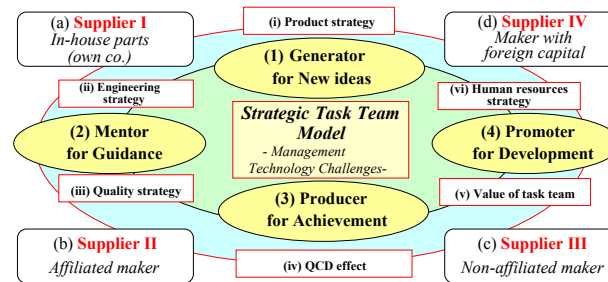 (a) Supplier I
In-house parts
(own co.)
(i) Product strategy
(d) Supplier IV
Maker with
foreign capital
(1) Generator
for New ideas
(ii) Engineering
strategy
(vi) Human resources
strategy
(2) Mentor
for Guidance
Strategic Task Team
Model
- Management
Technology Challenges-
(4) Promoter
for Development
(iii) Quality strategy
(3) Producer
for Achievement
(v) Value of task team
(b) Supplier II
Affiliated maker
(iv) QCD effect
(c) Supplier III
Non-affiliated maker